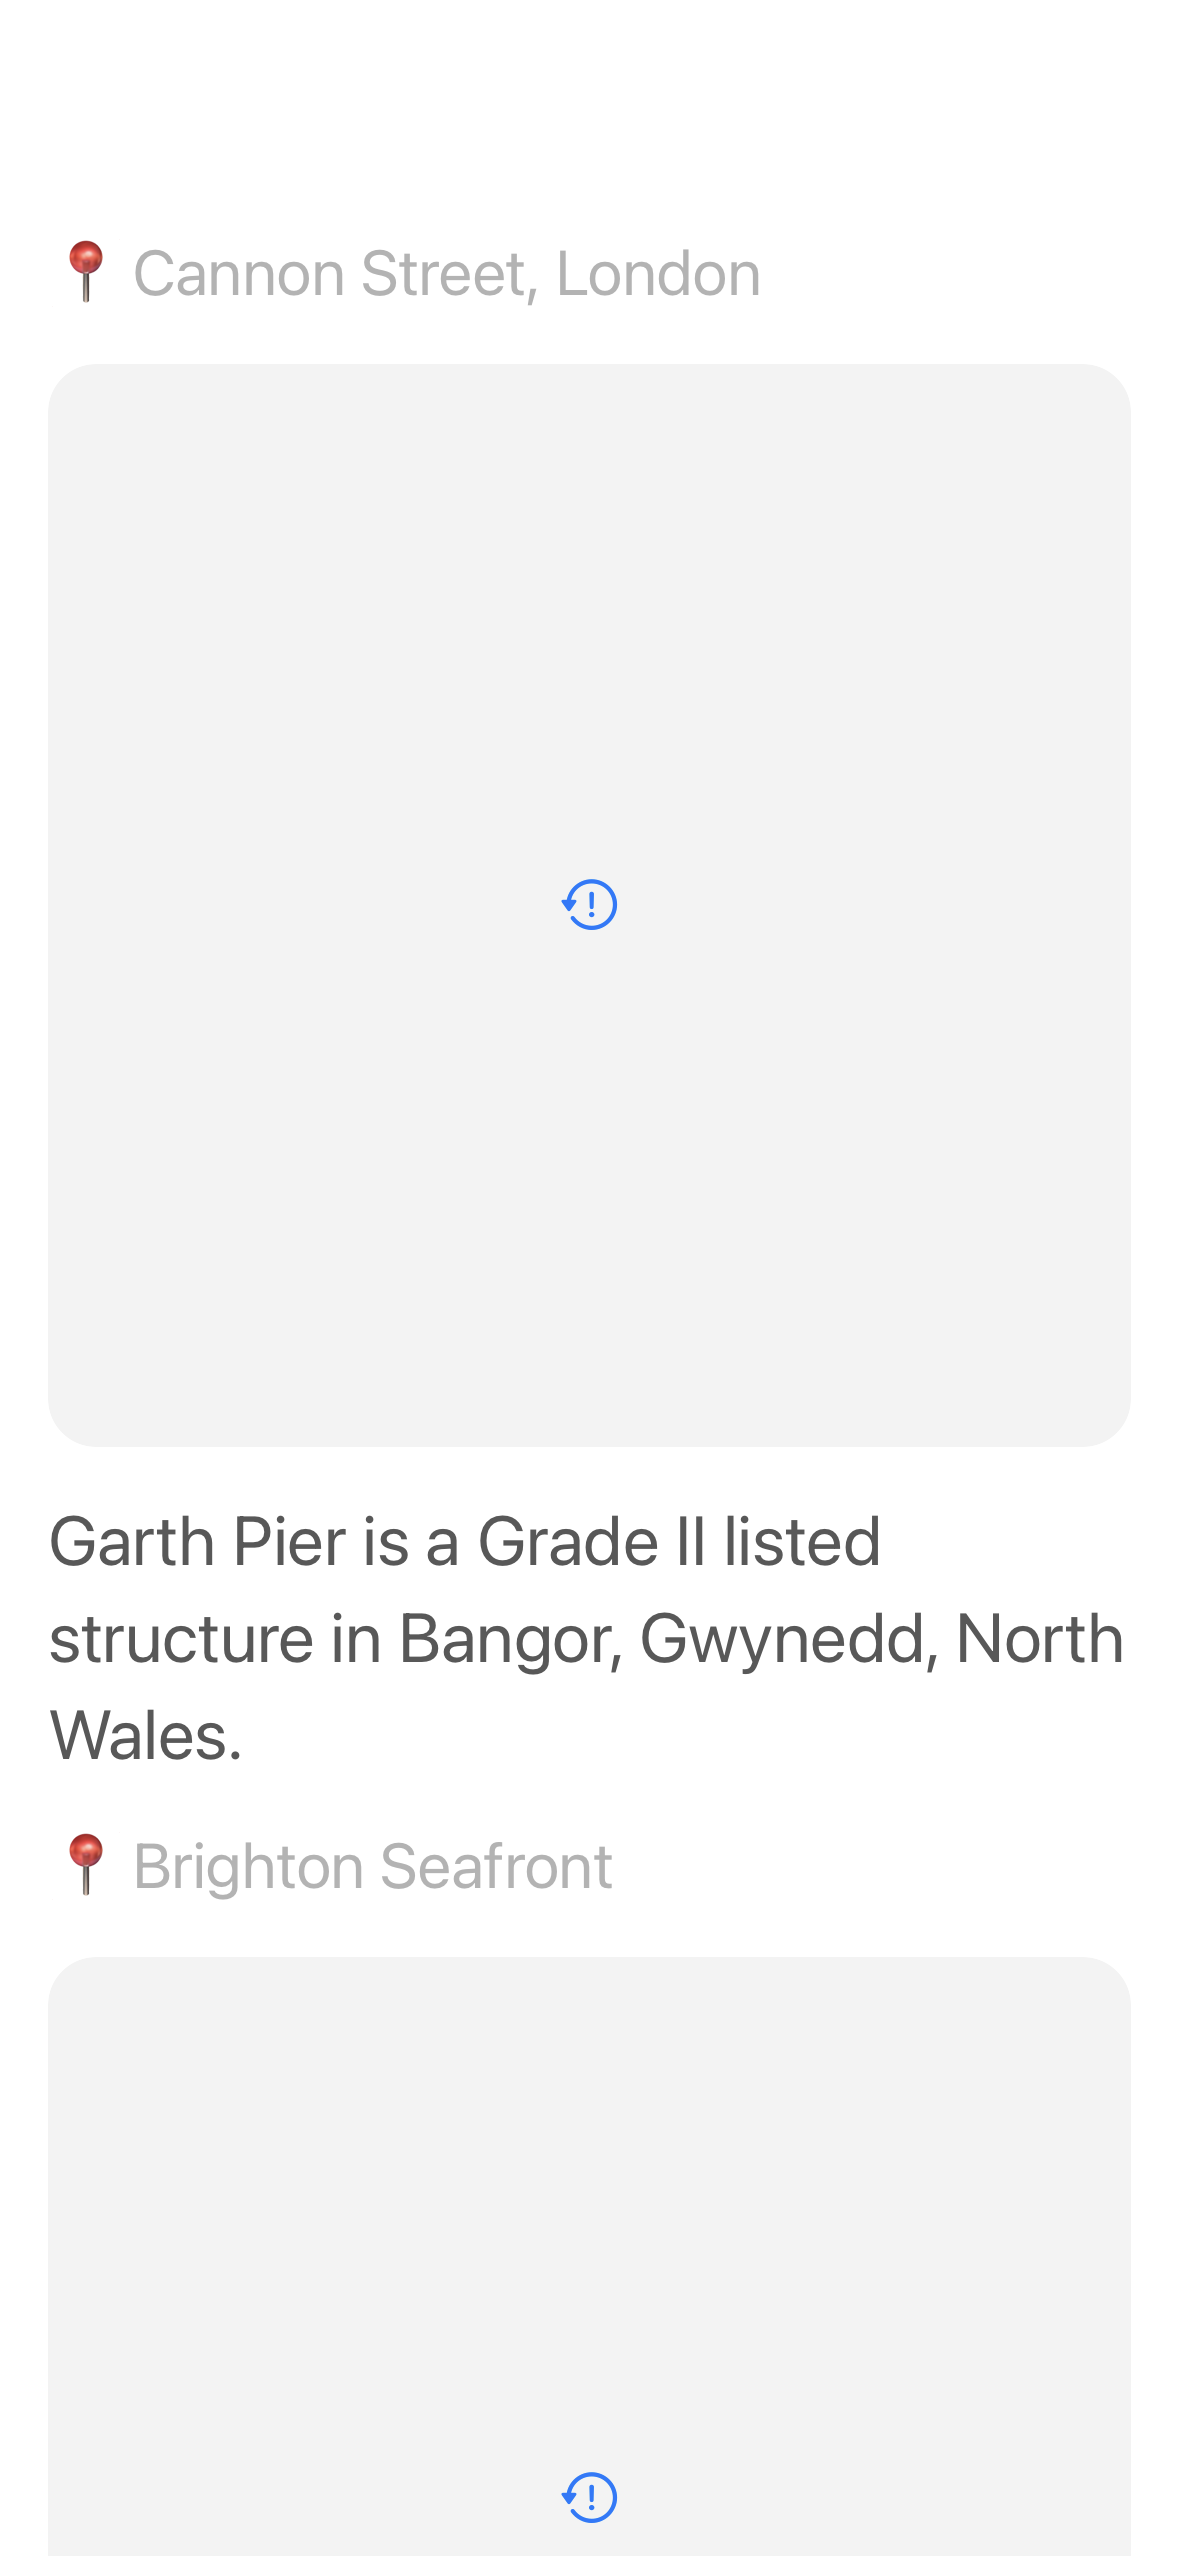 📍 Cannon Street, London
Garth Pier is a Grade II listed
structure in Bangor, Gwynedd, North
Wales.
📍 Brighton Seafront